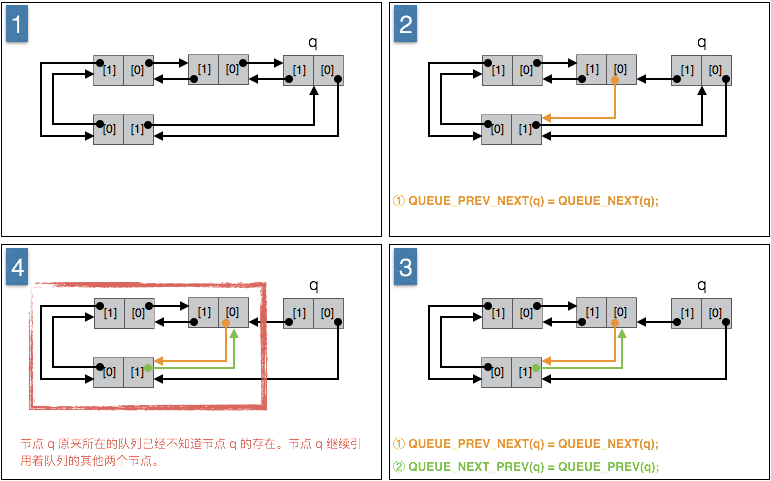 1
q
[1] [0] [1] [0] [1] [0]
[0] [1]
2
q
[1] [0] [1] [0] [1] [0]
[0] [1]
① QUEUE_PREV_NEXT(q) = QUEUE_NEXT(q);
4
q
[1] [0] [1] [0] [1] [0]
[0] [1]
节点 q 原来所在的队列已经不知道节点 q 的存在。节点 q 继续引
用着队列的其他两个节点。
3
q
[1] [0] [1] [0] [1] [0]
[0] [1]
① QUEUE_PREV_NEXT(q) = QUEUE_NEXT(q);
② QUEUE_NEXT_PREV(q) = QUEUE_PREV(q);